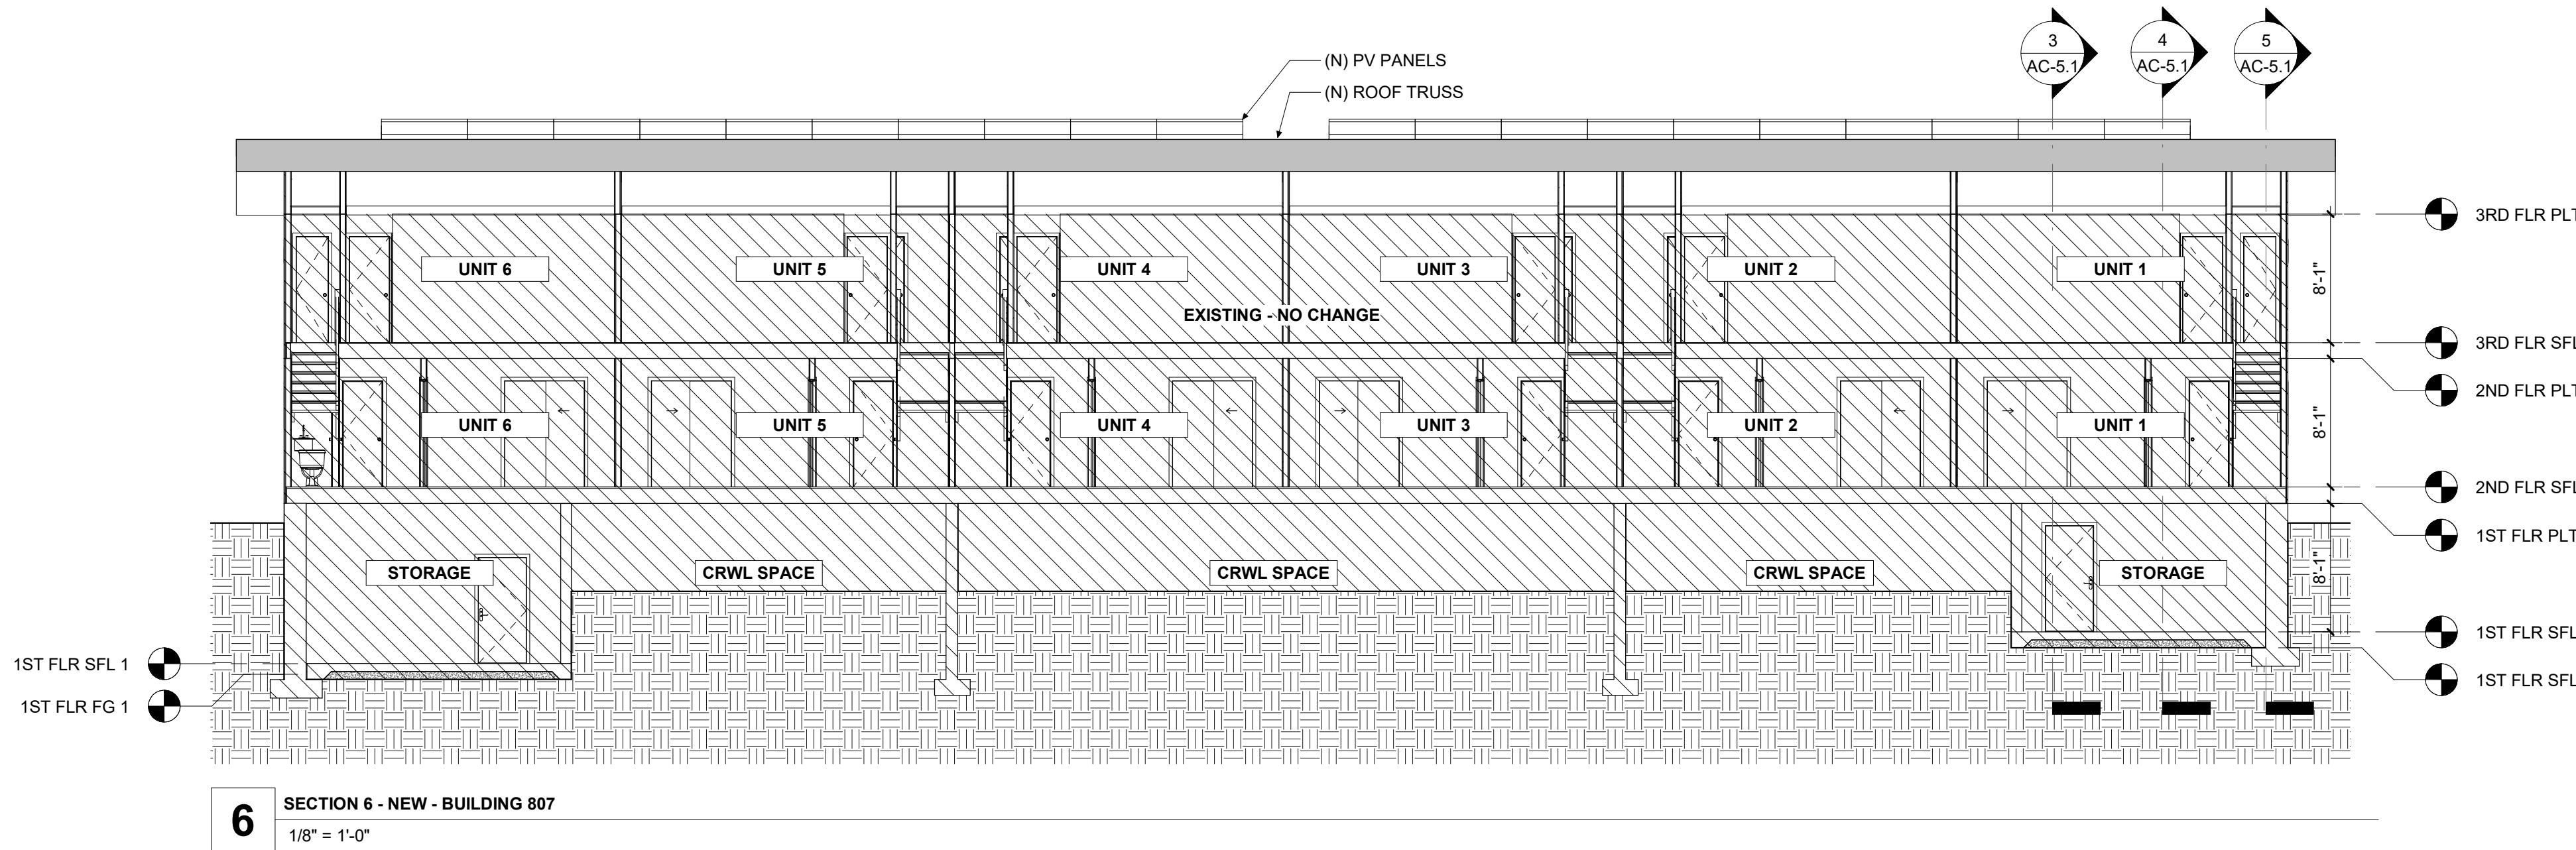 3
AC-5.1
4
AC-5.1
5
AC-5.1
(N) PV PANELS
(N) ROOF TRUSS
3RD FLR PLT
UNIT 6
UNIT 5
UNIT 4
UNIT 3
UNIT 2
UNIT 1
8'-1"
EXISTING - NO CHANGE
3RD FLR SFL
2ND FLR PLT
UNIT 6
UNIT 5
UNIT 4
UNIT 3
UNIT 2
UNIT 1
8'-1"
2ND FLR SFL
1ST FLR PLT
STORAGE
CRWL SPACE
CRWL SPACE
CRWL SPACE
STORAGE
8'-1"
1ST FLR SFL
1ST FLR SFL 1
1ST FLR SFL
1ST FLR FG 1
6
SECTION 6 - NEW - BUILDING 807
1/8" = 1'-0"